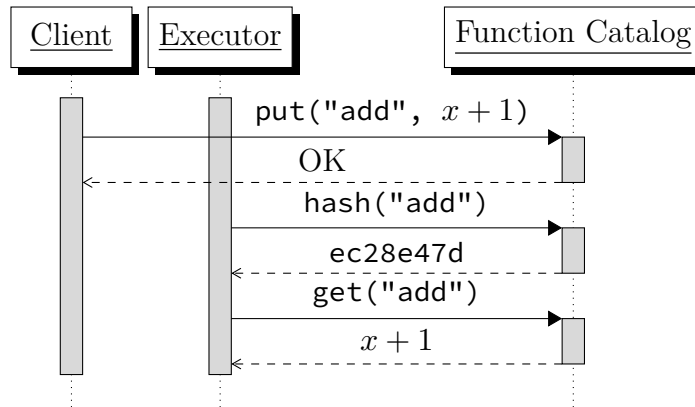 Client
Executor
Function Catalog
put("add", x + 1)
OK
hash("add")
ec28e47d
get("add")
x + 1